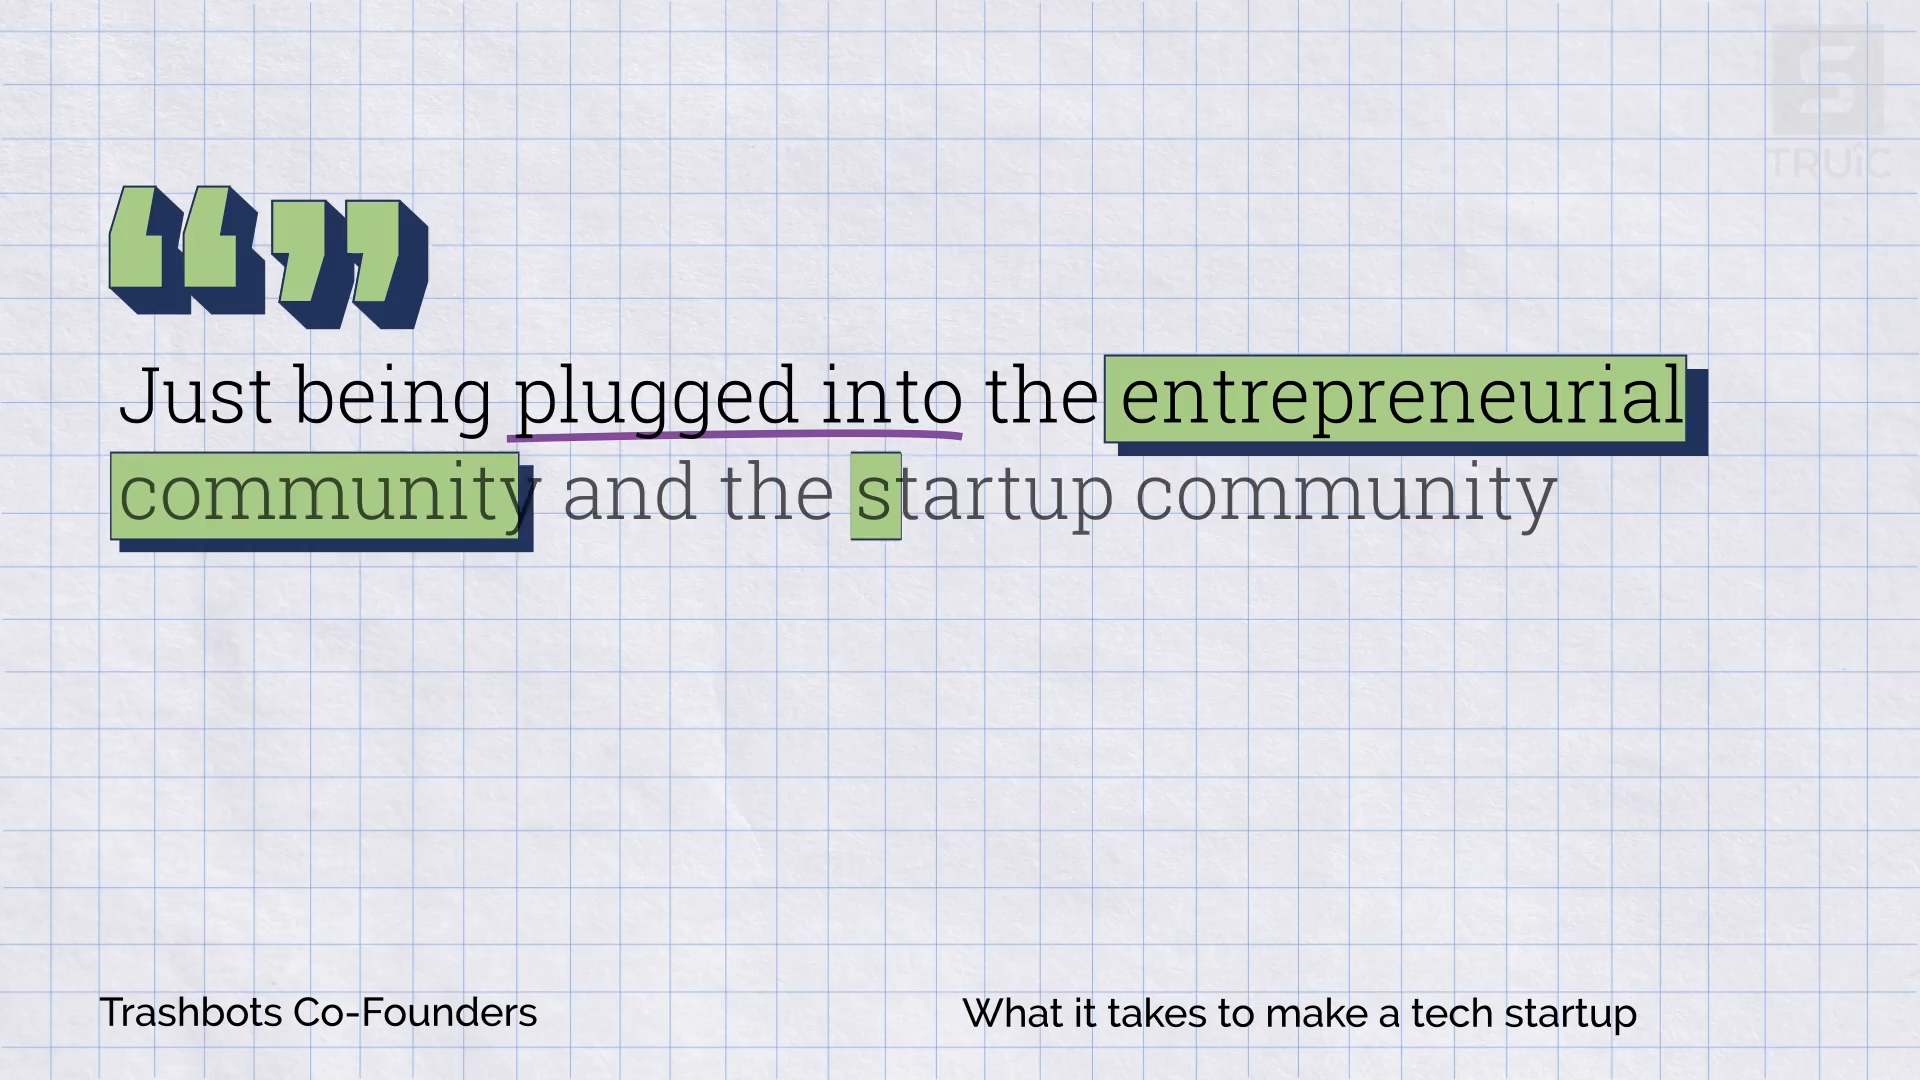 TRUiC
“”
Just being plugged into the entrepreneurial
community and the startup community
Trashbots Co-Founders
What it takes to make a tech startup